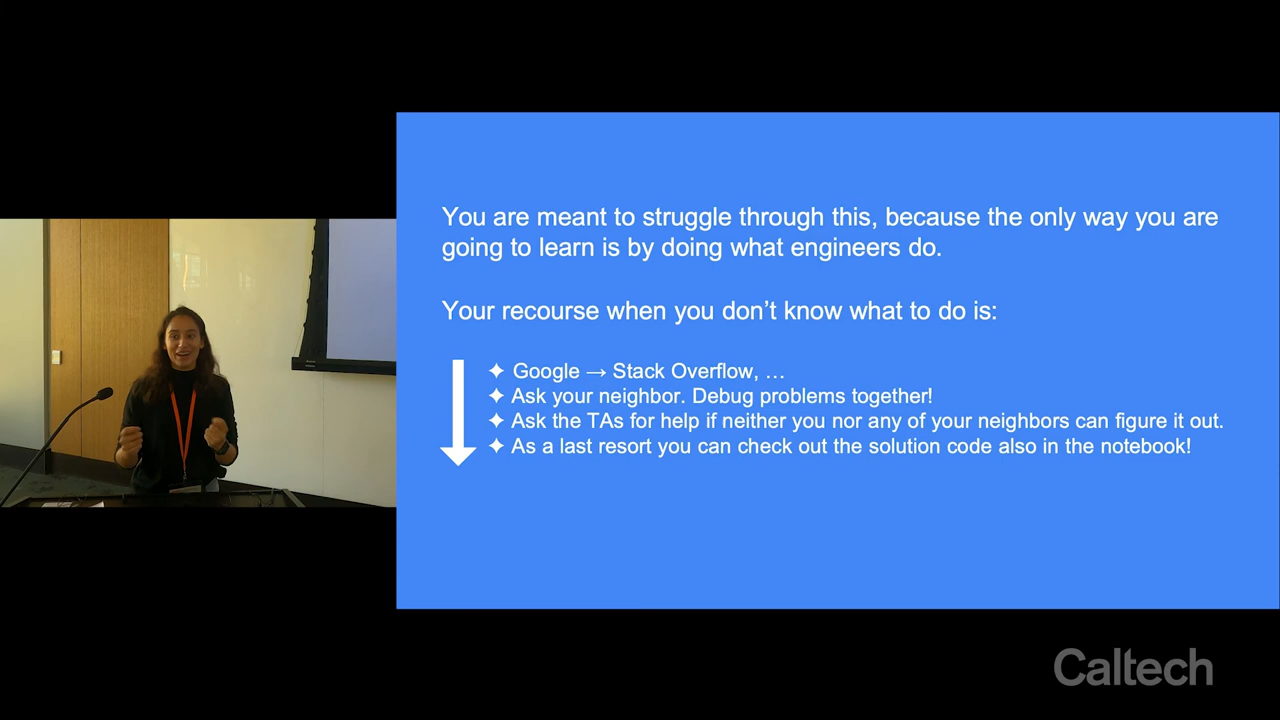 You are meant to struggle through this, because the only way you are
going to learn is by doing what engineers do.
Your recourse when you don’t know what to do is:
✦ Google → Stack Overflow, …
✦ Ask your neighbor. Debug problems together!
✦ Ask the TAs for help if neither you nor any of your neighbors can figure it out.
✦ As a last resort you can check out the solution code also in the notebook!
Caltech